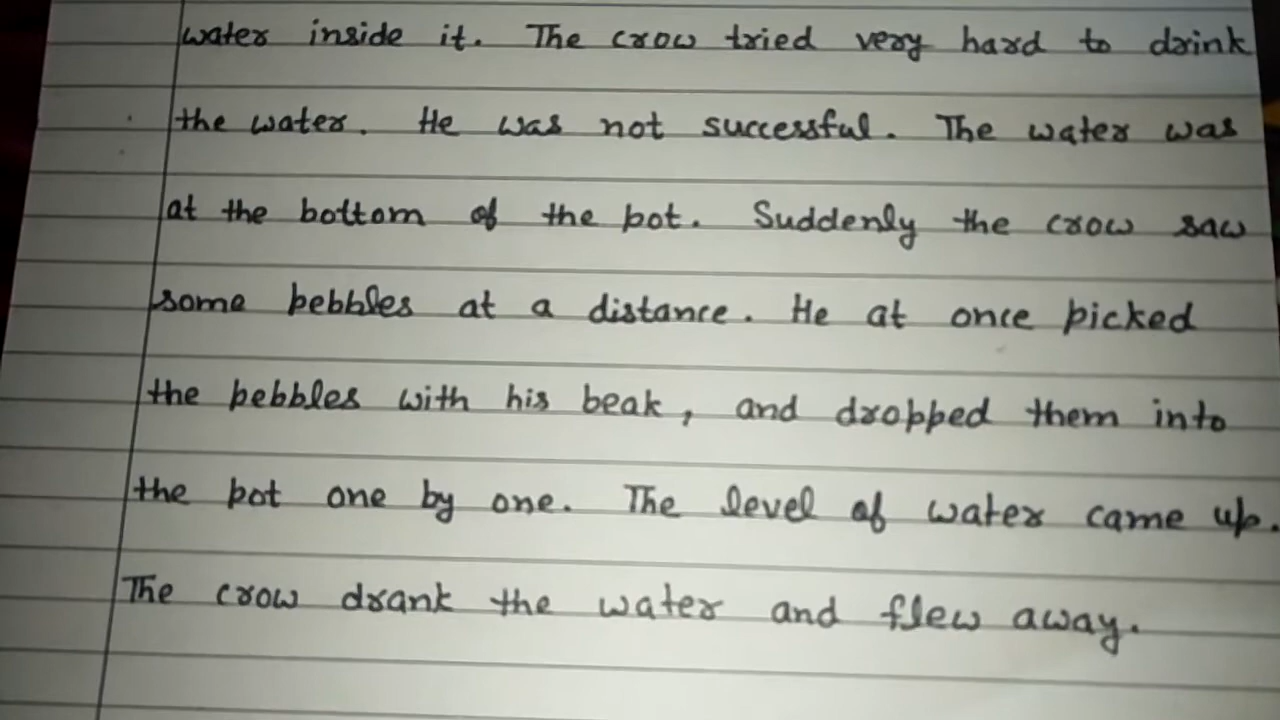 water inside it. The crow tried very hard to drink
the water. He was not successful. The water was
at the bottom of the pot. Suddenly the crow saw
some pebbles at a distance. He at once picked
the pebbles with his beak, and dropped them into
the pot one by one. The level of water came up.
The crow drank the water and flew away.